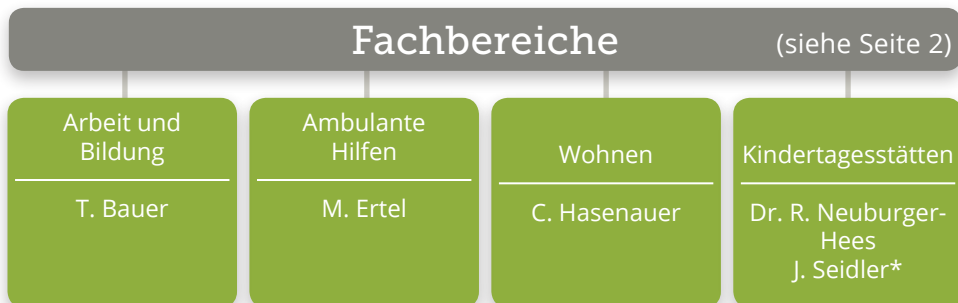 Fachbereiche (siehe Seite 2)
Arbeit und
Bildung
T. Bauer
Ambulante
Hilfen
M. Ertel
Wohnen
C. Hasenauer
Kindertagesstätten
Dr. R. Neuburger-
Hees
J. Seidler*